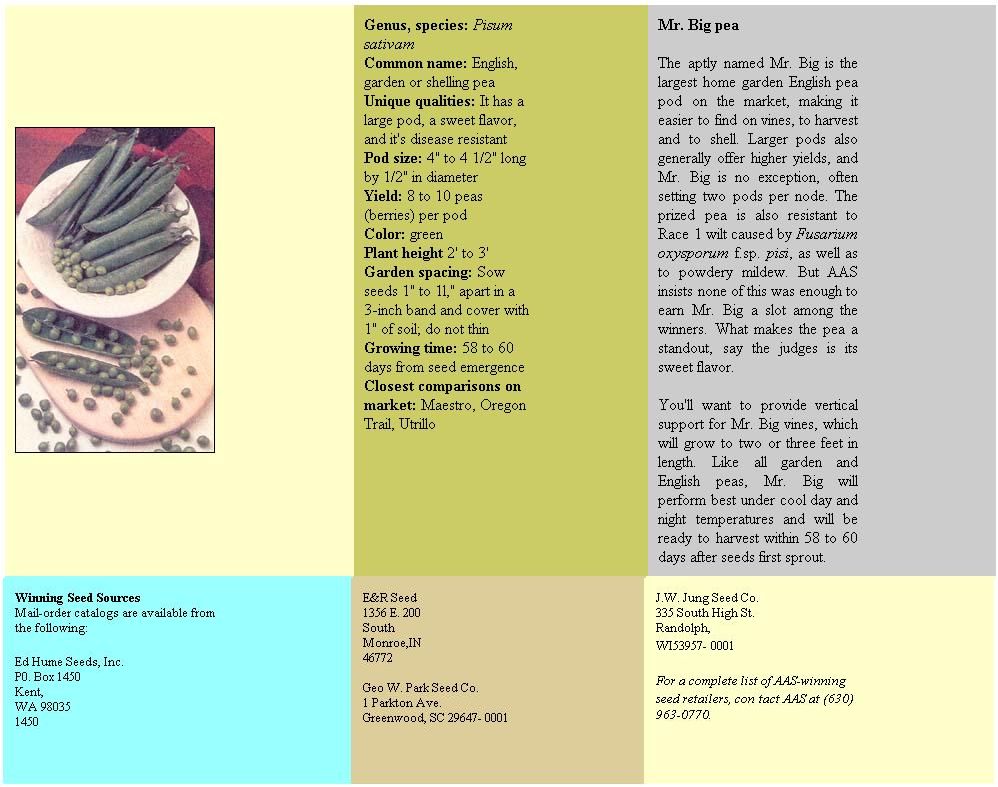 Genus, species: Pisum
sativam
Common name: English,
garden or shelling pea
Unique qualities: It has a
large pod, a sweet flavor,
and it's disease resistant
Pod size: 4" to 4 1/2" long
by 1/2" in diameter
Yield: 8 to 10 peas
(berries) per pod
Color: green
Plant height 2' to 3'
Garden spacing: Sow
seeds 1" to 1l," apart in a
3-inch band and cover with
1" of soil; do not thin
Growing time: 58 to 60
days from seed emergence
Closest comparisons on
market: Maestro, Oregon
Trail, Utrillo
Mr. Big pea
The aptly named Mr. Big is the
largest home garden English pea
pod on the market, making it
easier to find on vines, to harvest
and to shell. Larger pods also
generally offer higher yields, and
Mr. Big is no exception, often
setting two pods per node. The
prized pea is also resistant to
Race 1 wilt caused by Fusarium
oxysporum f.sp. pisi, as well as
to powdery mildew. But AAS
insists none of this was enough to
earn Mr. Big a slot among the
winners. What makes the pea a
standout, say the judges is its
sweet flavor.
You'll want to provide vertical
support for Mr. Big vines, which
will grow to two or three feet in
length. Like all garden and
English peas, Mr. Big will
perform best under cool day and
night temperatures and will be
ready to harvest within 58 to 60
days after seeds first sprout.
Winning Seed Sources
Mail-order catalogs are available from
the following:
Ed Hume Seeds, Inc.
P0. Box 1450
Kent,
WA 98035
1450
E&R Seed
1356 E. 200
South
Monroe,IN
46772
Geo W. Park Seed Co.
1 Parkton Ave.
Greenwood, SC 29647- 0001
J.W. Jung Seed Co.
335 South High St.
Randolph,
WI53957- 0001
For a complete list of AAS-winning
seed retailers, con tact AAS at (630)
963-0770.